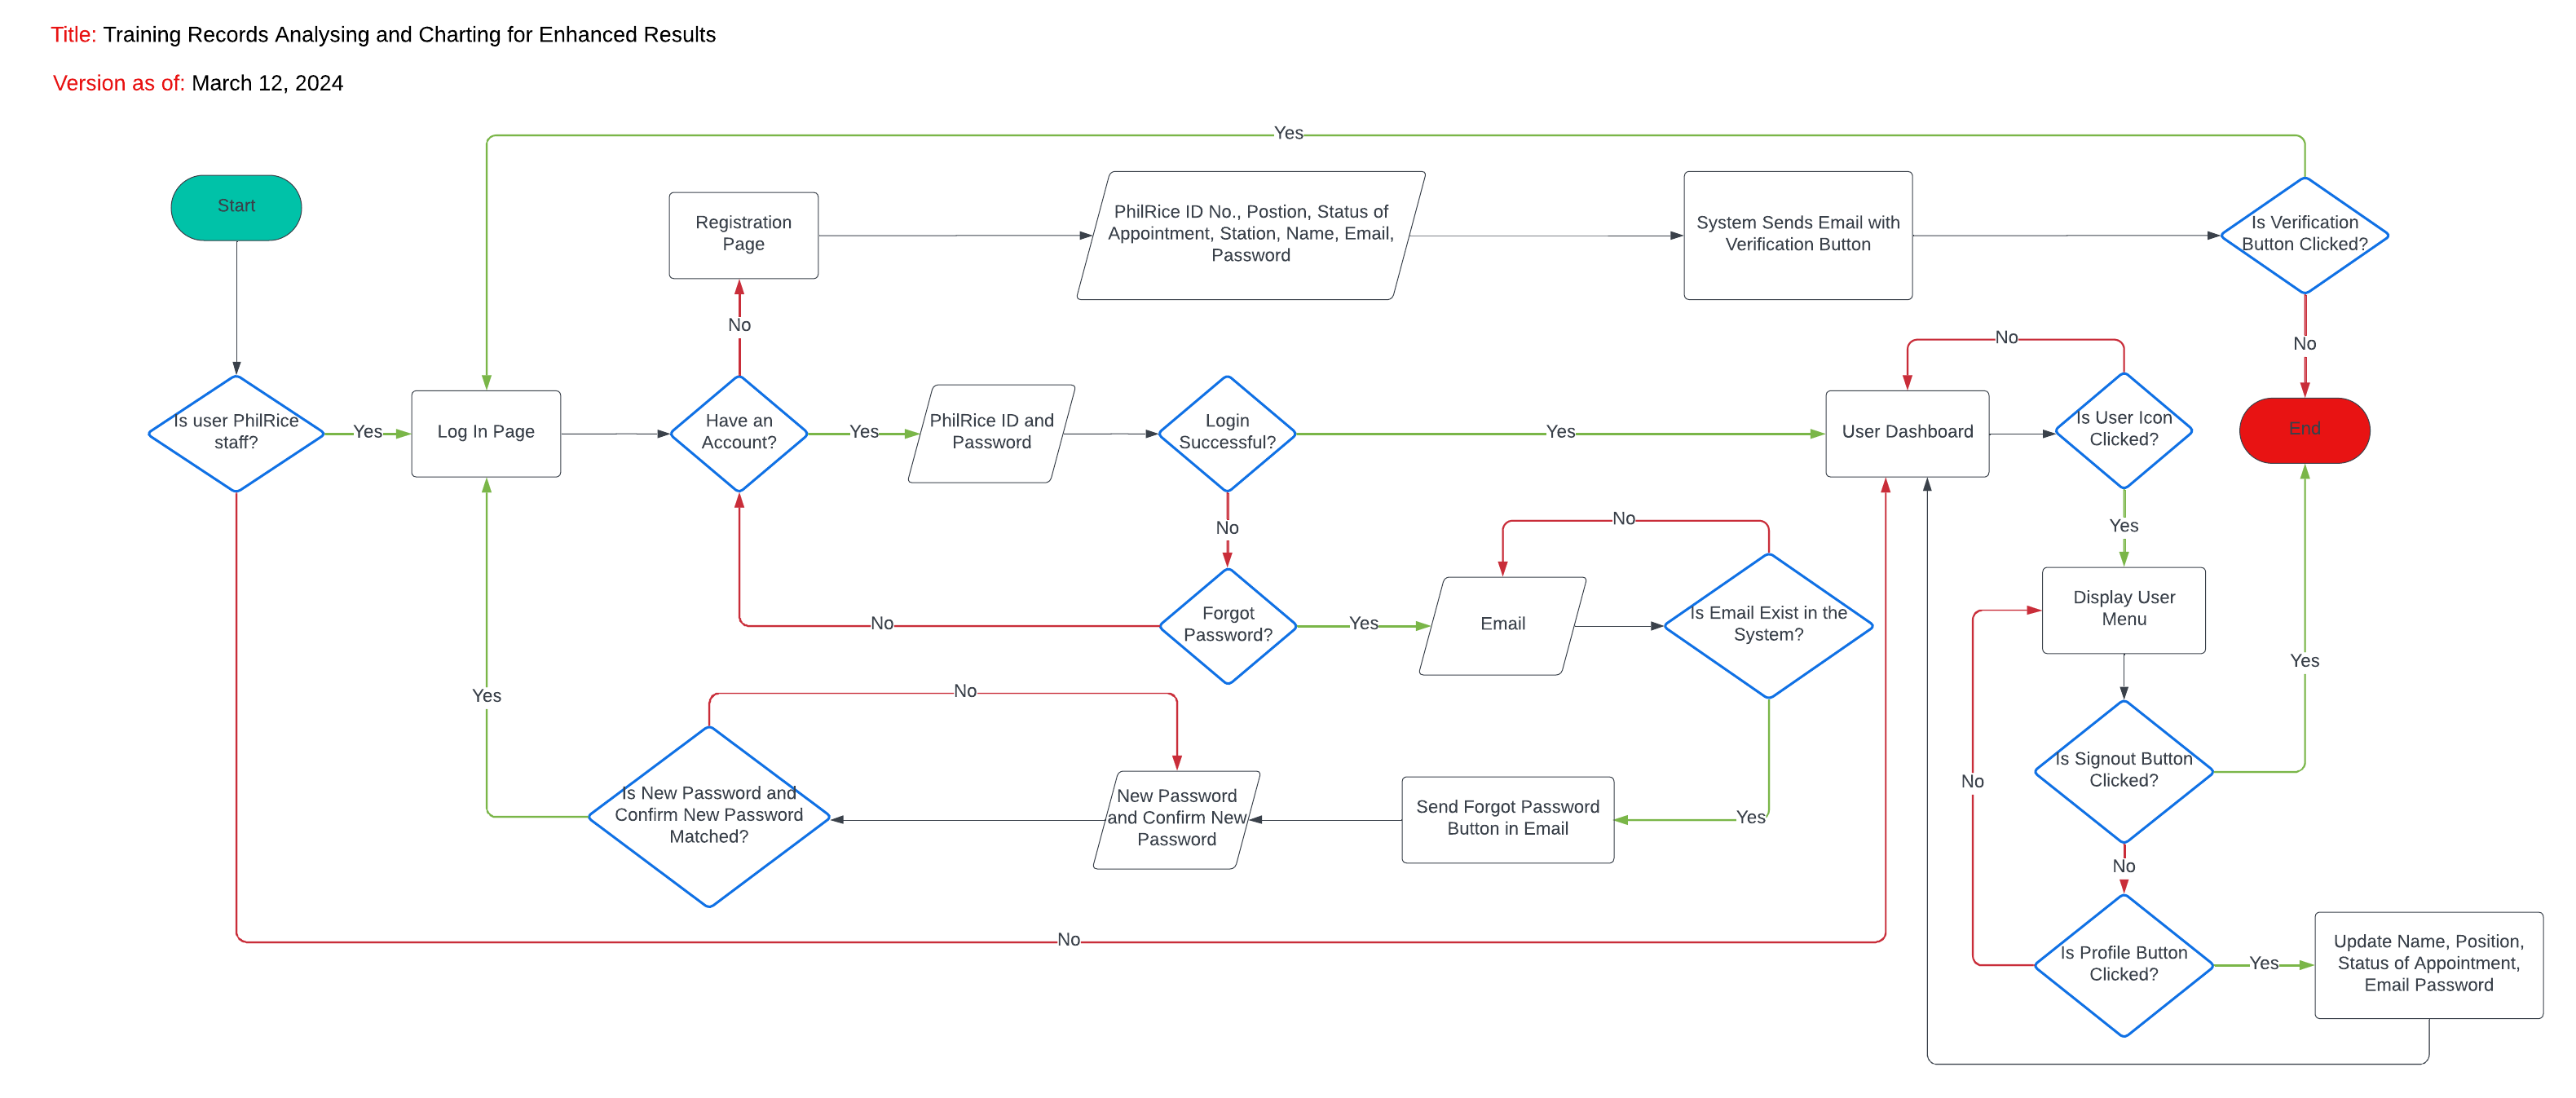 Title: Training Records Analysing and Charting for Enhanced Results
Version as of: March 12, 2024
Yes
Start
Registration
Page
PhilRice ID No., Postion, Status of
Appointment, Station, Name, Email,
Password
System Sends Email with
Verification Button
Is Verification
Button Clicked?
No
No
No
Is user PhilRice
staff?
Yes
Log In Page
Have an
Account?
Yes
PhilRice ID and
Password
Login
Successful?
Yes
User Dashboard
Is User Icon
Clicked?
End
No
No
Yes
Forgot
Password?
No
Yes
Email
Is Email Exist in the
System?
Display User
Menu
Yes
Yes
No
Is New Password and
Confirm New Password
Matched?
New Password
and Confirm New
Password
Send Forgot Password
Button in Email
Yes
Is Signout Button
Clicked?
No
No
No
Is Profile Button
Clicked?
Yes
Update Name, Position,
Status of Appointment,
Email Password